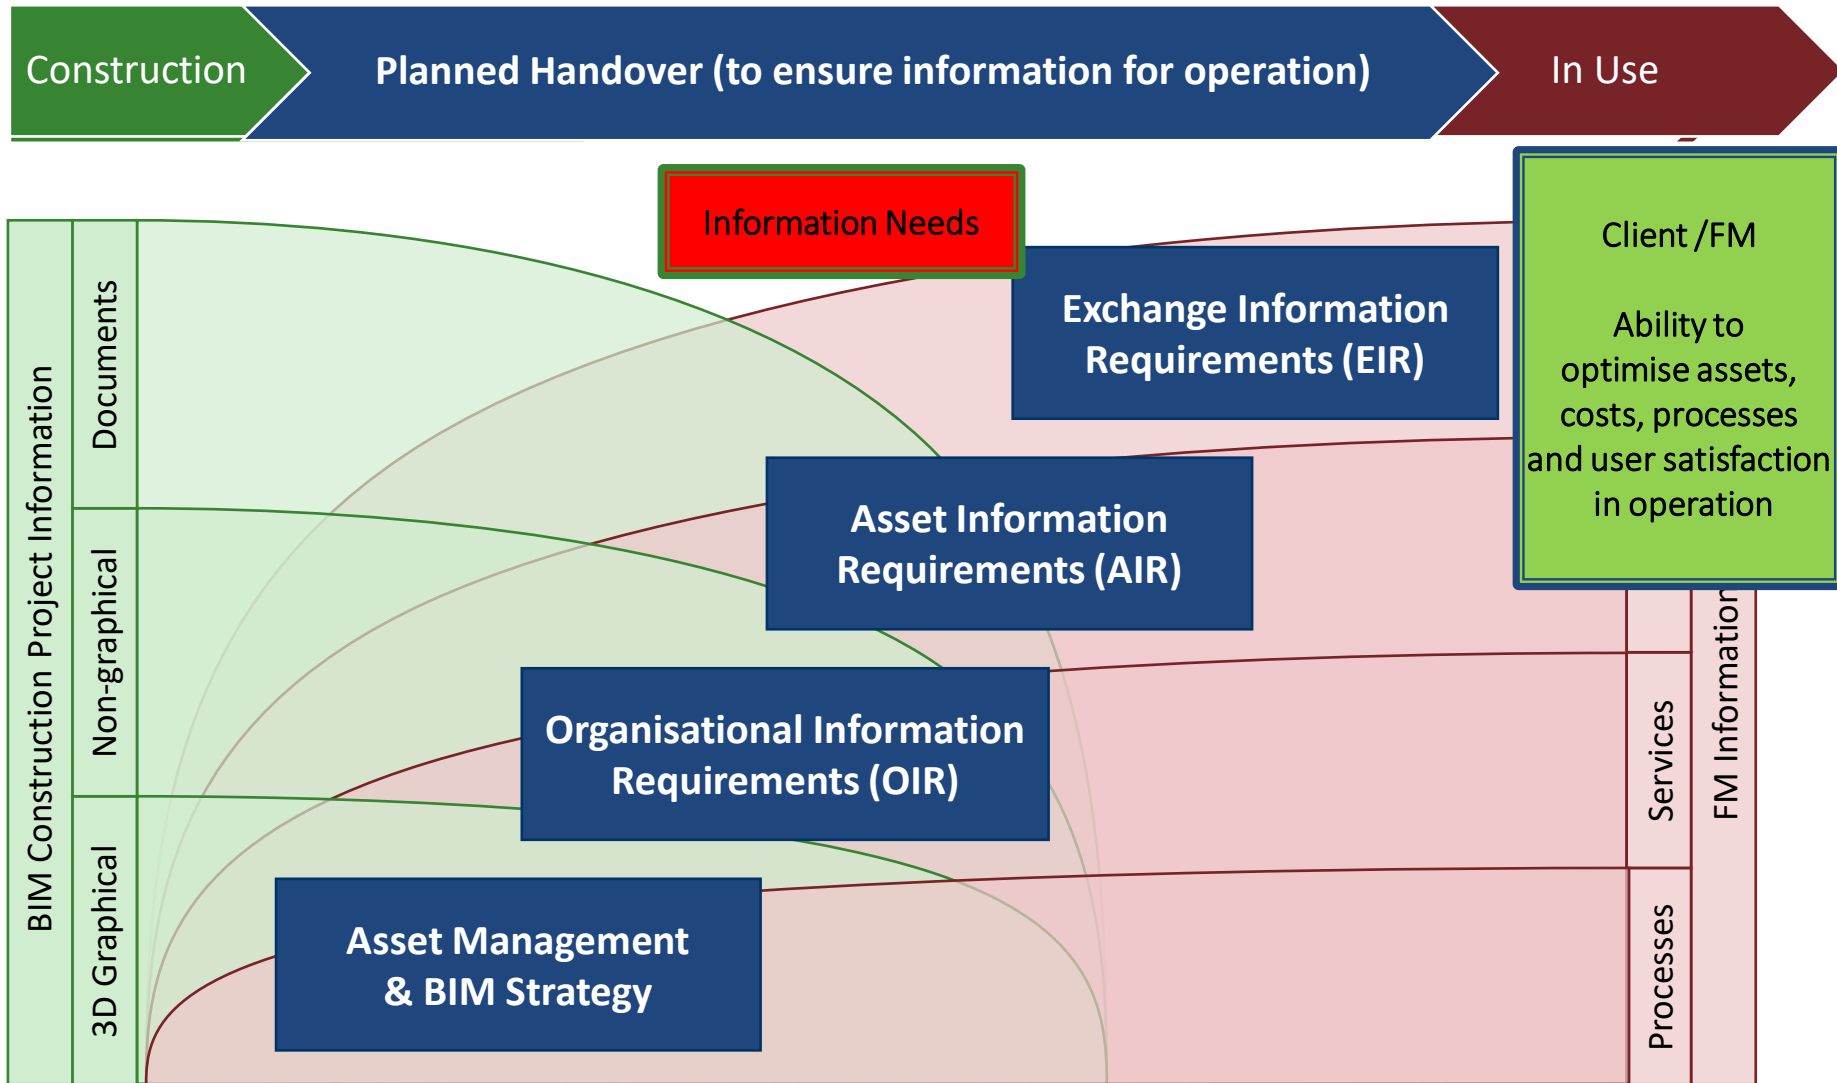 Construction
Planned Handover (to ensure information for operation)
In Use
Information Needs
Client /FM
Ability to
optimise assets,
costs, processes
and user satisfaction
in operation
Exchange Information
Requirements (EIR)
Asset Information
Requirements (AIR)
Organisational Information
Requirements (OIR)
Asset Management
& BIM Strategy
BIM Construction Project Information
Documents
Non-graphical
3D Graphical
Services
Processes
FM Information